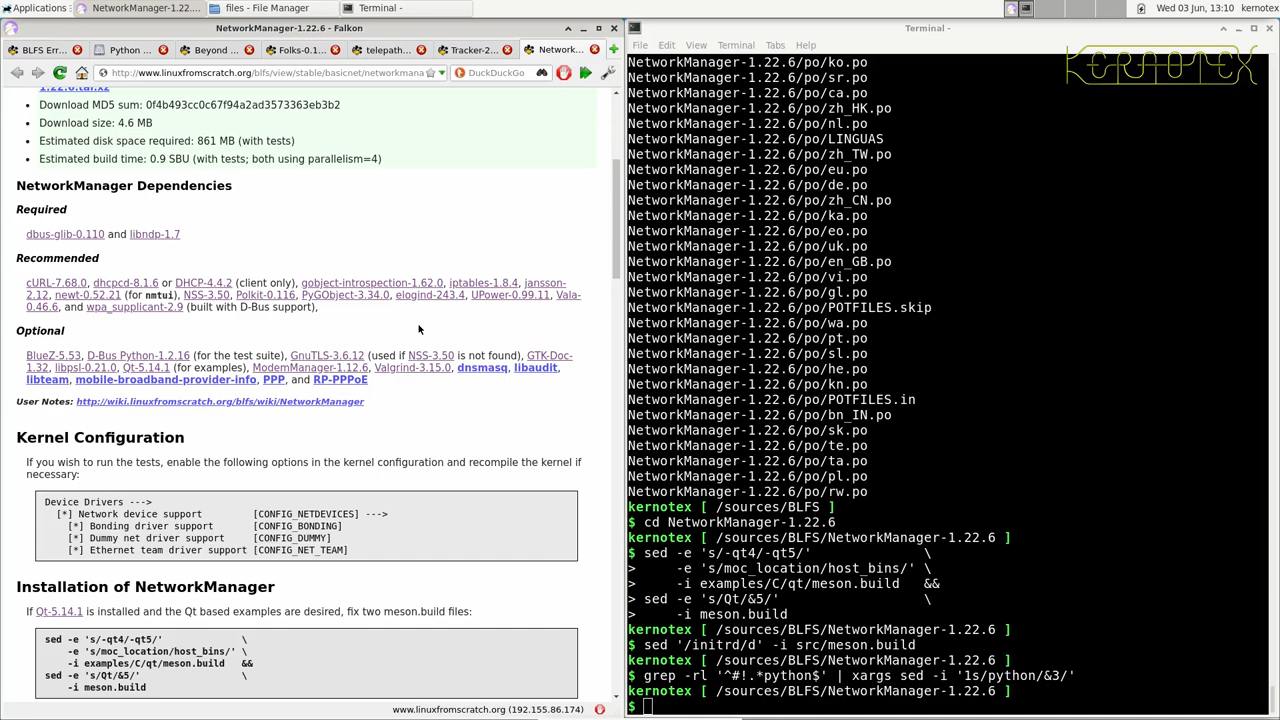 Applications
NetworkManager-1.22....
files - File Manager
Terminal -
Wed 03 Jun, 13:10
kernotex
NetworkManager-1.22.6 - Falkon
BLFS Err...
Python ...
Beyond ...
Folks-0.1...
telepath...
Tracker-2...
Network...
http://www.linuxfromscratch.org/blfs/view/stable/basicnet/networkmana
DuckDuckGo
1.22.6.tar.xz
• Download MD5 sum: 0f4b493cc0c67f94a2ad3573363eb3b2
• Download size: 4.6 MB
• Estimated disk space required: 861 MB (with tests)
• Estimated build time: 0.9 SBU (with tests; both using parallelism=4)
NetworkManager Dependencies
Required
dbus-glib-0.110 and libndp-1.7
Recommended
cURL-7.68.0, dhcpcd-8.1.6 or DHCP-4.4.2 (client only), gobject-introspection-1.62.0, iptables-1.8.4, jansson-
2.12, newt-0.52.21 (for nmtui), NSS-3.50, Polkit-0.116, PyGObject-3.34.0, elogind-243.4, UPower-0.99.11, Vala-
0.46.6, and wpa_supplicant-2.9 (built with D-Bus support),
Optional
BlueZ-5.53, D-Bus Python-1.2.16 (for the test suite), GnuTLS-3.6.12 (used if NSS-3.50 is not found), GTK-Doc-
1.32, libpsl-0.21.0, Qt-5.14.1 (for examples), ModemManager-1.12.6, Valgrind-3.15.0, dnsmasq, libaudit,
libteam, mobile-broadband-provider-info, PPP, and RP-PPPoE
User Notes: http://wiki.linuxfromscratch.org/blfs/wiki/NetworkManager
Kernel Configuration
If you wish to run the tests, enable the following options in the kernel configuration and recompile the kernel if
necessary:
Device Drivers --->
[*] Network device support [CONFIG_NETDEVICES] --->
[*] Bonding driver support [CONFIG_BONDING]
[*] Dummy net driver support [CONFIG_DUMMY]
[*] Ethernet team driver support [CONFIG_NET_TEAM]
Installation of NetworkManager
If Qt-5.14.1 is installed and the Qt based examples are desired, fix two meson.build files:
sed -e 's/-qt4/-qt5/' \
-e 's/moc_location/host_bins/' \
-i examples/C/qt/meson.build &&
sed -e 's/Qt/&5/' \
-i meson.build
www.linuxfromscratch.org (192.155.86.174)
Terminal -
File Edit View Terminal Tabs Help
KERNOTEX
NetworkManager-1.22.6/po/ko.po
NetworkManager-1.22.6/po/sr.po
NetworkManager-1.22.6/po/ca.po
NetworkManager-1.22.6/po/zh_HK.po
NetworkManager-1.22.6/po/nl.po
NetworkManager-1.22.6/po/LINGUAS
NetworkManager-1.22.6/po/zh_TW.po
NetworkManager-1.22.6/po/eu.po
NetworkManager-1.22.6/po/de.po
NetworkManager-1.22.6/po/zh_CN.po
NetworkManager-1.22.6/po/ka.po
NetworkManager-1.22.6/po/eo.po
NetworkManager-1.22.6/po/uk.po
NetworkManager-1.22.6/po/en_GB.po
NetworkManager-1.22.6/po/vi.po
NetworkManager-1.22.6/po/gl.po
NetworkManager-1.22.6/po/POTFILES.skip
NetworkManager-1.22.6/po/wa.po
NetworkManager-1.22.6/po/pt.po
NetworkManager-1.22.6/po/sl.po
NetworkManager-1.22.6/po/he.po
NetworkManager-1.22.6/po/kn.po
NetworkManager-1.22.6/po/POTFILES.in
NetworkManager-1.22.6/po/bn_IN.po
NetworkManager-1.22.6/po/sk.po
NetworkManager-1.22.6/po/te.po
NetworkManager-1.22.6/po/ta.po
NetworkManager-1.22.6/po/pl.po
NetworkManager-1.22.6/po/rw.po
kernotex [ /sources/BLFS ]
$ cd NetworkManager-1.22.6
kernotex [ /sources/BLFS/NetworkManager-1.22.6 ]
$ sed -e 's/-qt4/-qt5/' \
> -e 's/moc_location/host_bins/' \
> -i examples/C/qt/meson.build &&
> sed -e 's/Qt/&5/' \
> -i meson.build
kernotex [ /sources/BLFS/NetworkManager-1.22.6 ]
$ sed '/initrd/d' -i src/meson.build
kernotex [ /sources/BLFS/NetworkManager-1.22.6 ]
$ grep -rl '^#!.*python$' | xargs sed -i '1s/python/&3/'
kernotex [ /sources/BLFS/NetworkManager-1.22.6 ]
$